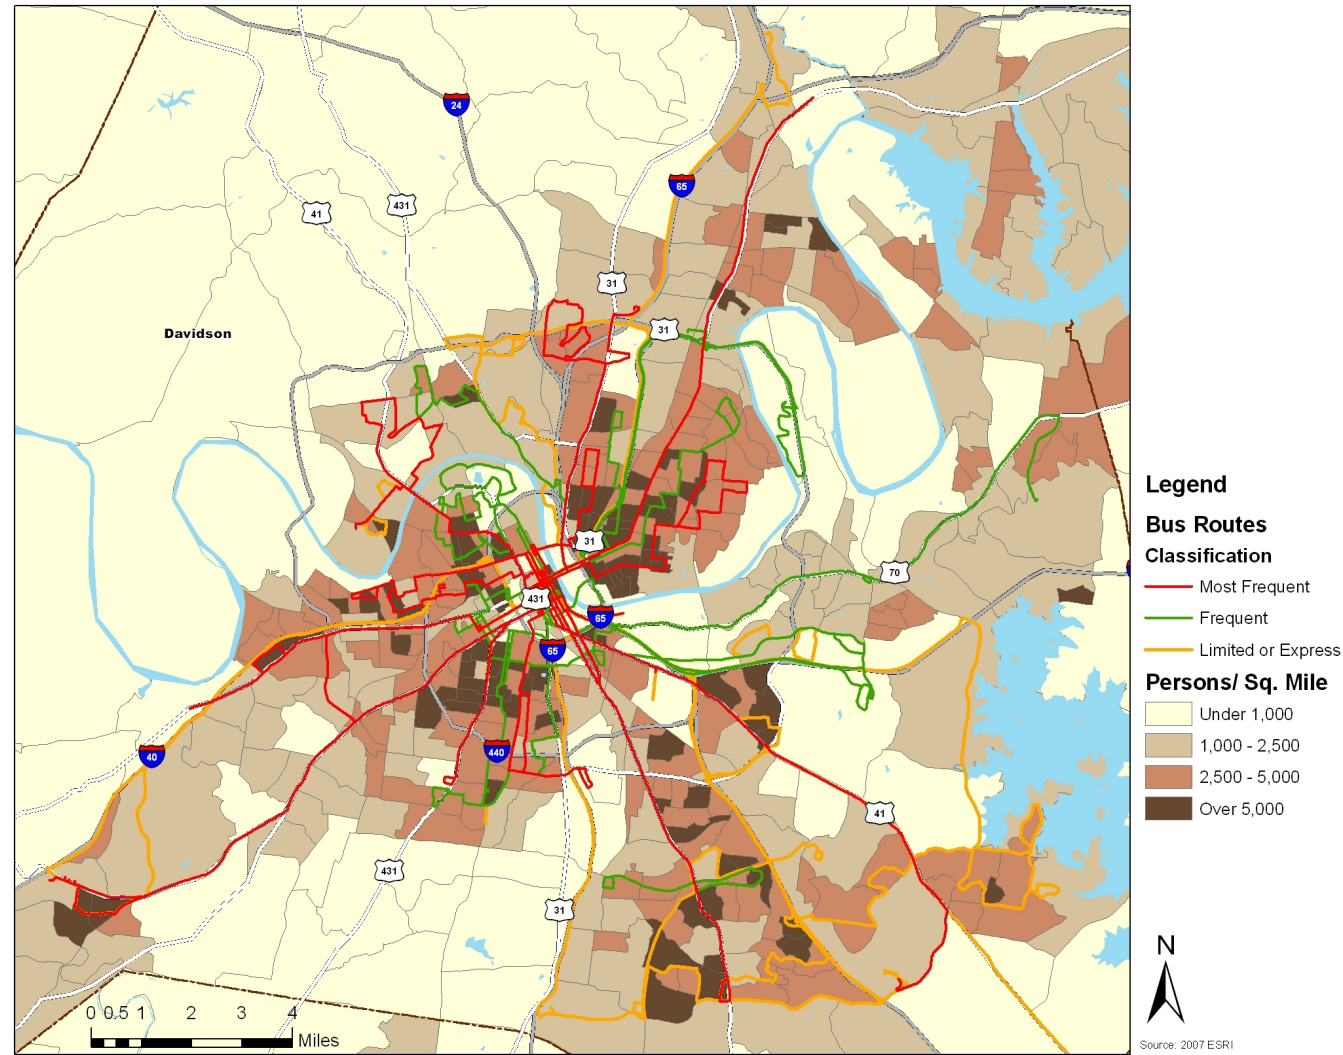 24
65
41
431
31
31
Davidson
31
70
431
65
65
440
40
41
431
31
0 0.5 1 2 3 4
Miles
Legend
Bus Routes
Classification
Most Frequent
Frequent
Limited or Express
Persons/ Sq. Mile
Under 1,000
1,000 - 2,500
2,500 - 5,000
Over 5,000
N
Source: 2007 ESRI